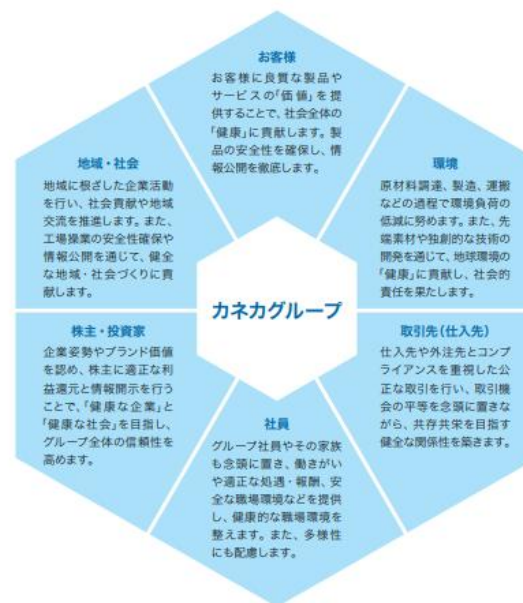 お客様
お客様に良質な製品や
サービスの「価値」を提
供することで、社会全体の
「健康」に貢献します。製
品の安全性を確保し、情
報公開を徹底します。
地域・社会
地域に根ざした企業活動
を行い、社会貢献や地域
交流を推進します。また、
工場操業の安全性確保や
情報公開を通じて、健全
な地域・社会づくりに貢
献します。
環境
原材料調達、製造、運搬
などの過程で環境負荷の
低減に努めます。また、先
端素材や独創的な技術の
開発を通じて、地球環境の
「健康」に貢献し、社会的
責任を果たします。
カネカグループ
株主・投資家
企業姿勢やブランド価値
を認め、株主に適正な利
益還元と情報開示を行う
ことで、「健康な企業」と
「健康な社会」を目指し、
グループ全体の信頼性を
高めます。
取引先(仕入先)
仕入先や外注先とコンプ
ライアンスを重視した公
正な取引を行い、取引機
会の平等を念頭に置きな
がら、共存共栄を目指す
健全な関係性を築きます。
社員
グループ社員やその家族
も念頭に置き、働きがい
や適正な処遇・報酬、安
全な職場環境などを提供
し、健康的な職場環境を
整えます。また、多様性
にも配慮します。